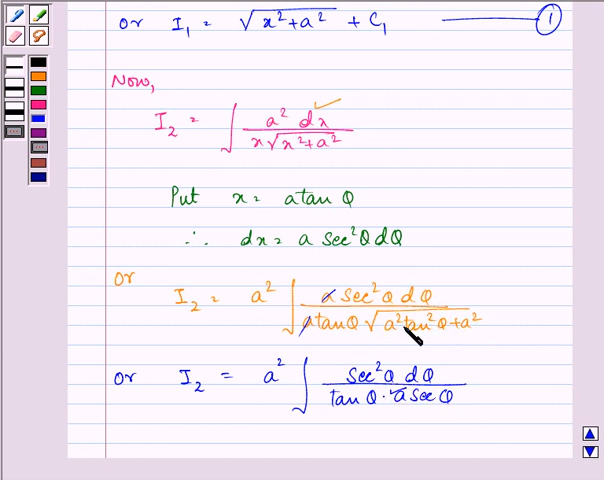 or I₁ = √(x²+a²) + C₁ ——— ①
Now,
I₂ = ∫ a² dx / (x√(x²+a²))
Put x = a tan θ
∴ dx = a sec²θ dθ
or I₂ = a² ∫ a sec²θ dθ / (a tanθ √(a² tan²θ + a²))
or I₂ = a² ∫ sec²θ dθ / (tan θ · a sec θ)